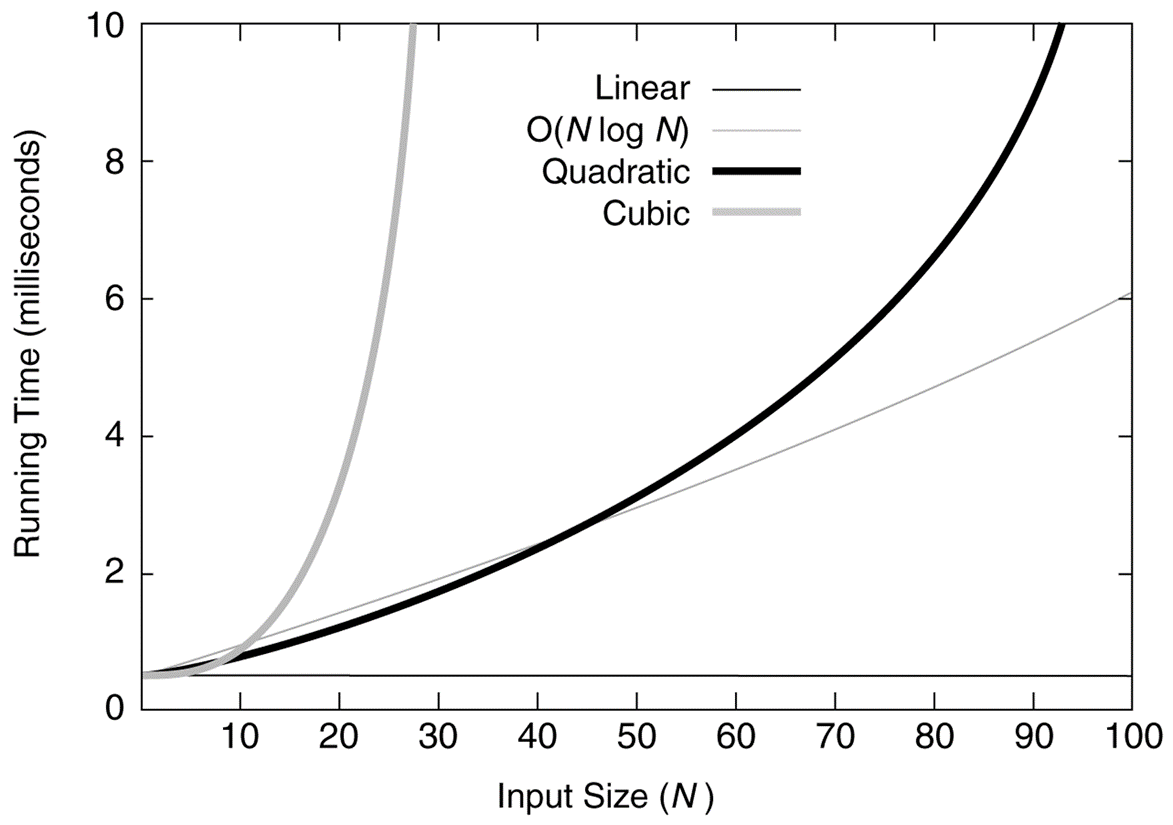 10
8
6
4
2
0
Running Time (milliseconds)
Linear
O(N log N)
Quadratic
Cubic
10 20 30 40 50 60 70 80 90 100
Input Size (N)